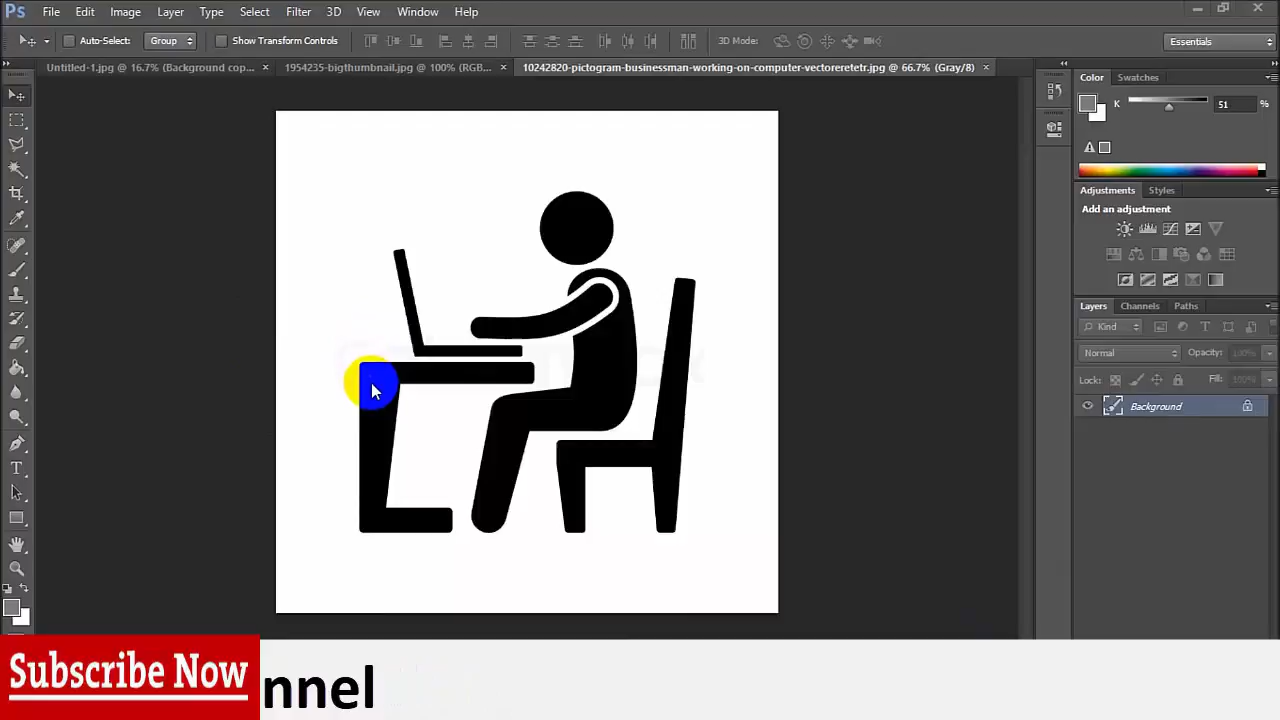 Ps File Edit Image Layer Type Select Filter 3D View Window Help
Auto-Select: Group Show Transform Controls 3D Mode: Essentials
Untitled-1.jpg @ 16.7% (Background cop... × 1954235-bigthumbnail.jpg @ 100% (RGB... × 10242820-pictogram-businessman-working-on-computer-vectoreretetr.jpg @ 66.7% (Gray/8) ×
Color Swatches
K 51 %
Adjustments Styles
Add an adjustment
Layers Channels Paths
Kind
Normal Opacity: 100%
Lock: Fill: 100%
Background
T
Subscribe Now
nnel